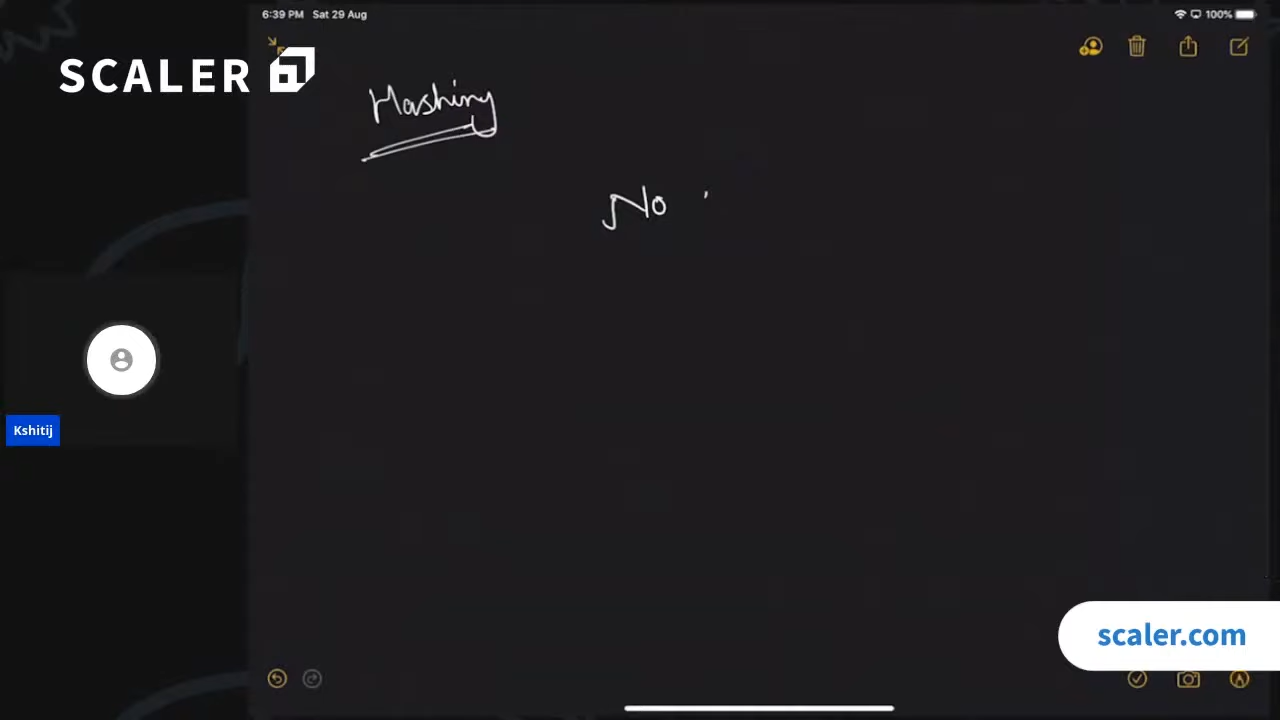 6:39 PM Sat 29 Aug 100%
SCALER
Hashing
No
Kshitij
scaler.com